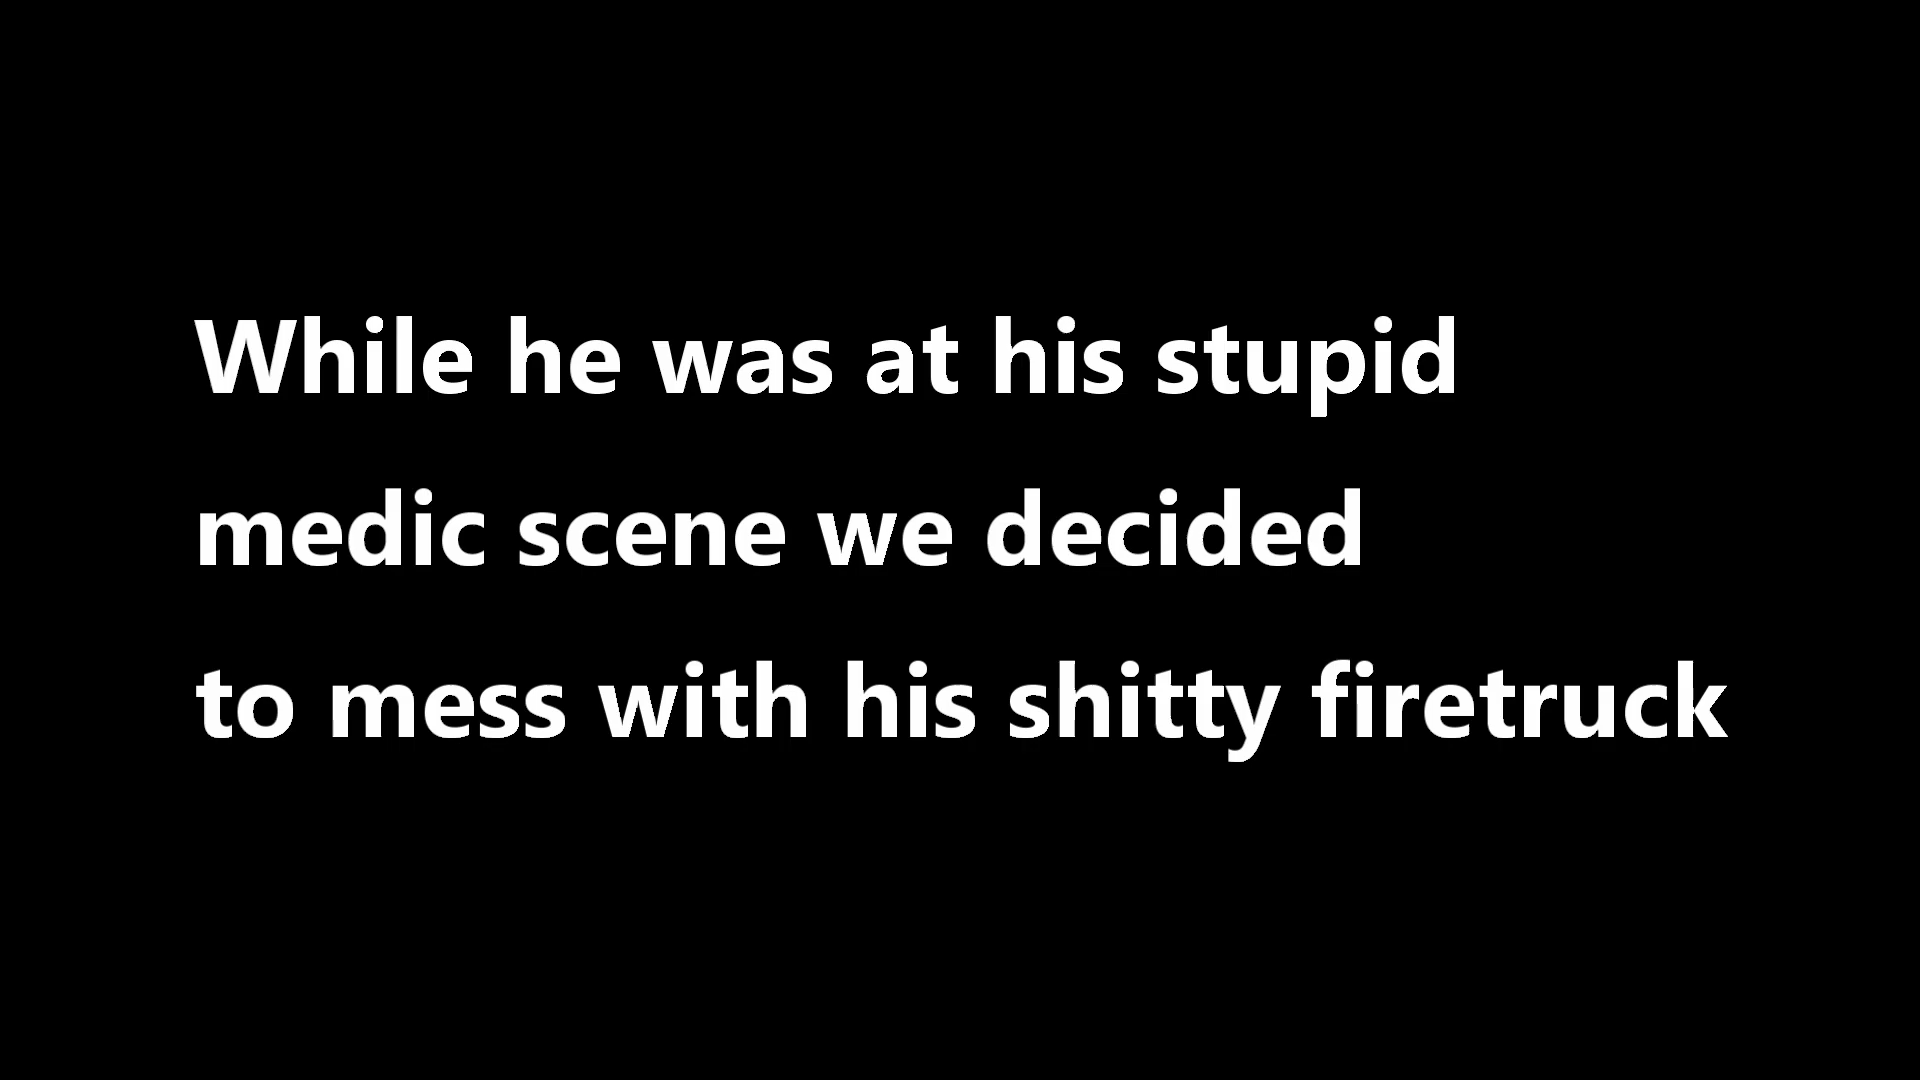 While he was at his stupid
medic scene we decided
to mess with his shitty firetruck